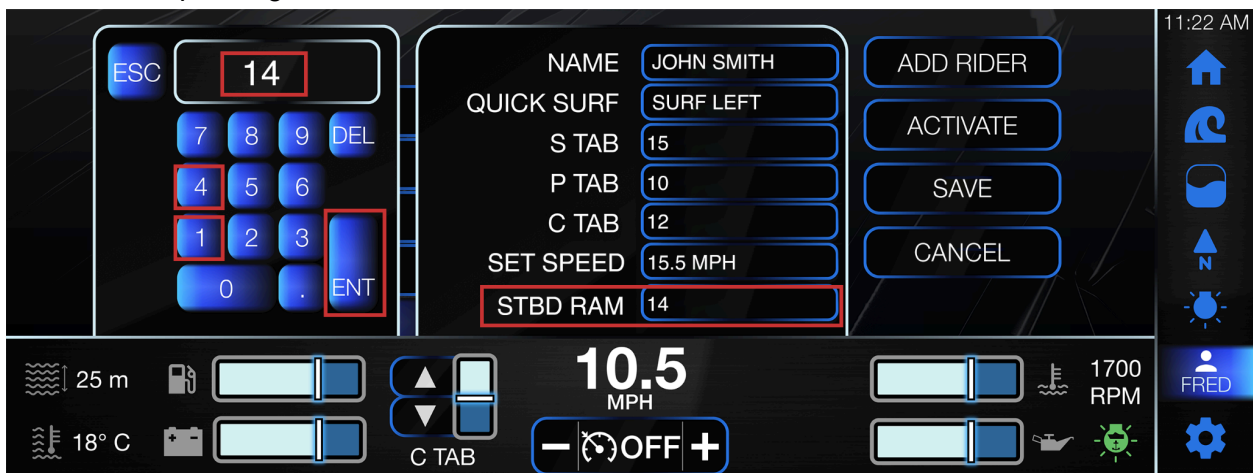 11:22 AM
ESC
14
7 8 9 DEL
4 5 6
1 2 3
0 . ENT
NAME JOHN SMITH
QUICK SURF SURF LEFT
S TAB 15
P TAB 10
C TAB 12
SET SPEED 15.5 MPH
STBD RAM 14
ADD RIDER
ACTIVATE
SAVE
CANCEL
N
FRED
25 m
18° C
C TAB
10.5
MPH
− OFF +
1700
RPM